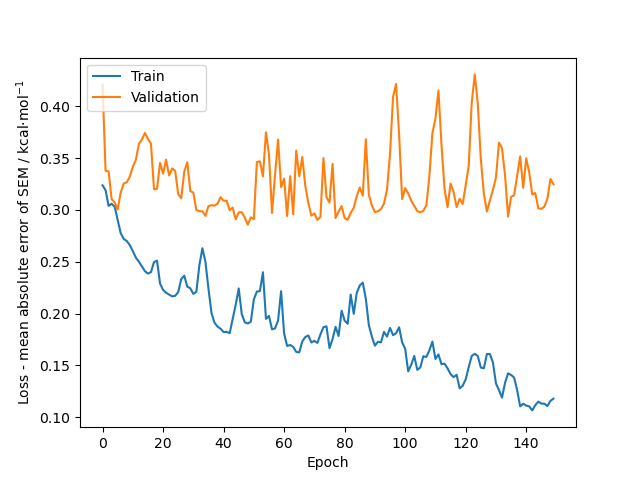 Train
Validation
Loss - mean absolute error of SEM / kcal·mol⁻¹
0.40
0.35
0.30
0.25
0.20
0.15
0.10
0 20 40 60 80 100 120 140
Epoch